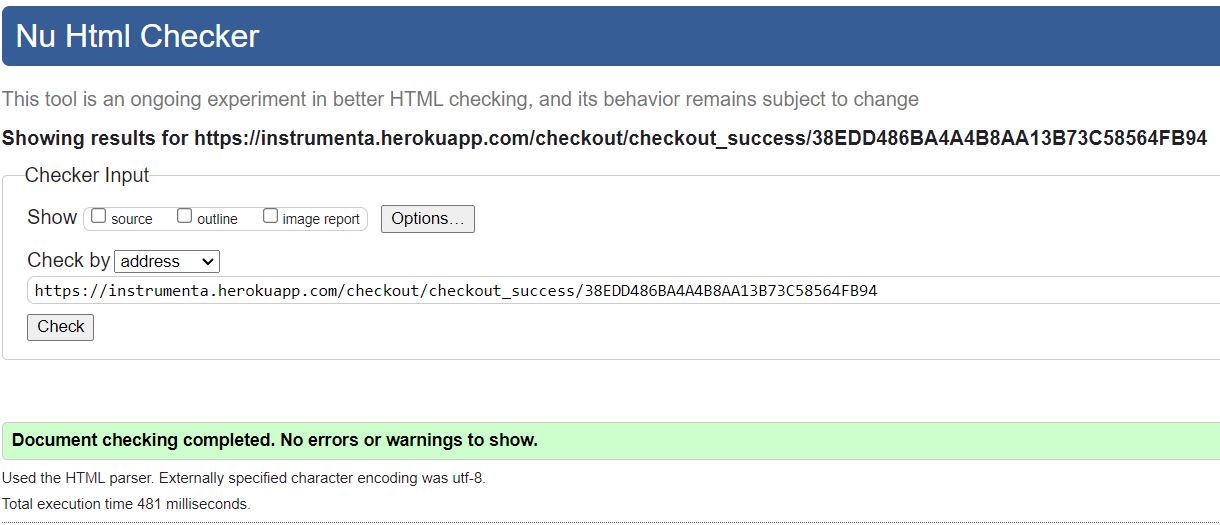 Nu Html Checker
This tool is an ongoing experiment in better HTML checking, and its behavior remains subject to change
Showing results for https://instrumenta.herokuapp.com/checkout/checkout_success/38EDD486BA4A4B8AA13B73C58564FB94
Checker Input
Show source outline image report Options...
Check by address
https://instrumenta.herokuapp.com/checkout/checkout_success/38EDD486BA4A4B8AA13B73C58564FB94
Check
Document checking completed. No errors or warnings to show.
Used the HTML parser. Externally specified character encoding was utf-8.
Total execution time 481 milliseconds.